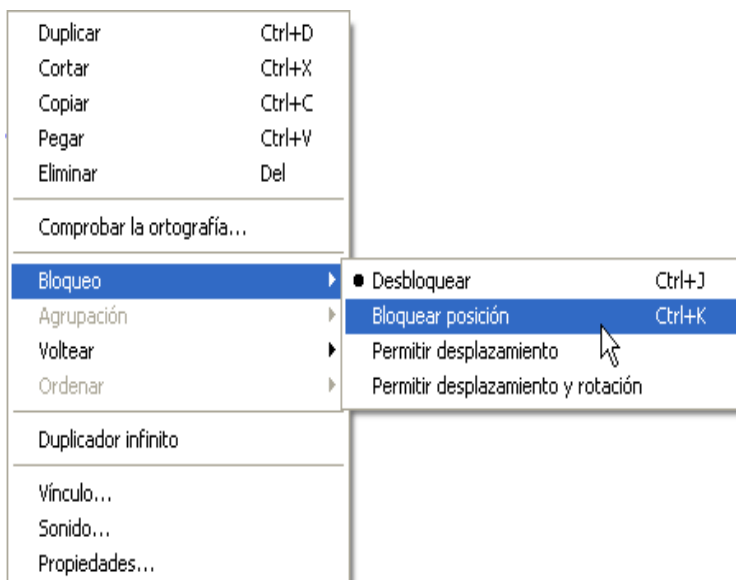 Duplicar Ctrl+D
Cortar Ctrl+X
Copiar Ctrl+C
Pegar Ctrl+V
Eliminar Del
Comprobar la ortografía...
Bloqueo
Desbloquear Ctrl+J
Agrupación
Bloquear posición Ctrl+K
Voltear
Permitir desplazamiento
Ordenar
Permitir desplazamiento y rotación
Duplicador infinito
Vínculo...
Sonido...
Propiedades...